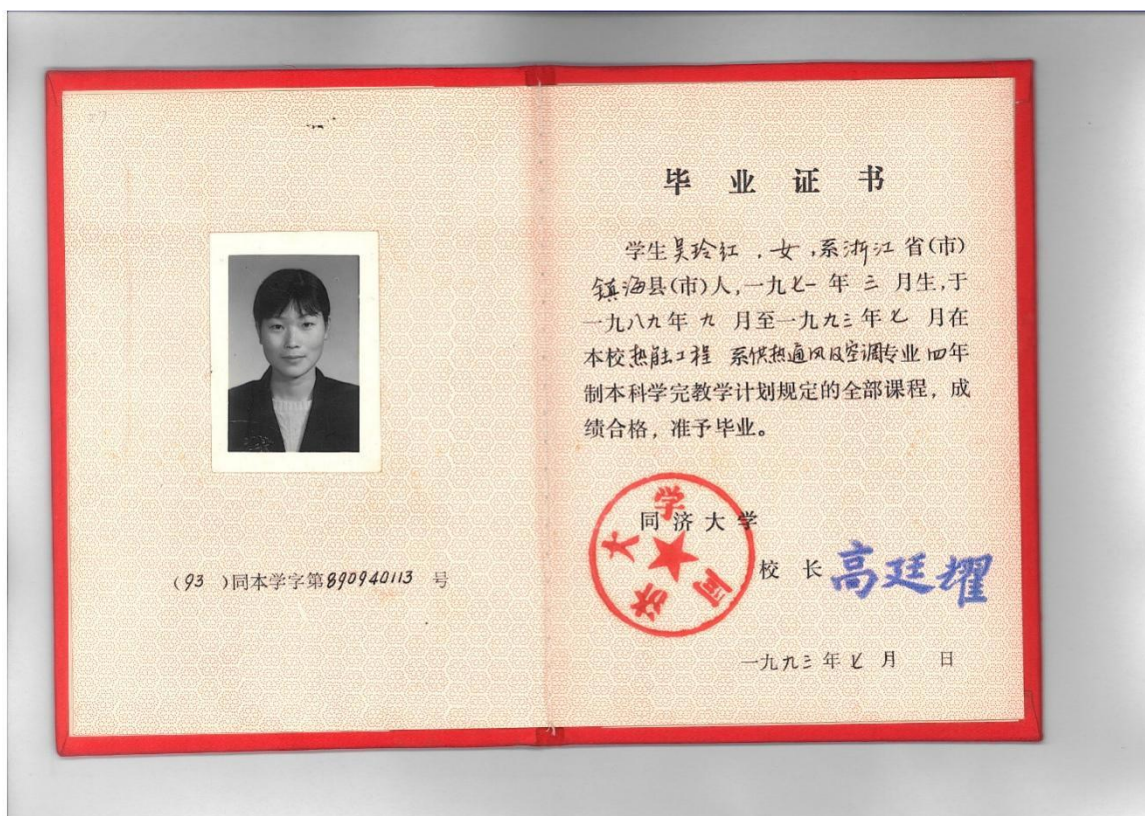 (93 )同本学字第890940113 号
毕 业 证 书
学生吴玲红,女,系浙江省(市)
镇海县(市)人,一九七一年 三 月生,于
一九八九年 九 月至一九九三年 七 月在
本校热能工程 系供热通风及空调专业四年
制本科学完教学计划规定的全部课程,成
绩合格,准予毕业。
同济大学
同济大学
校 长 高廷耀
一九九三年 七 月 日